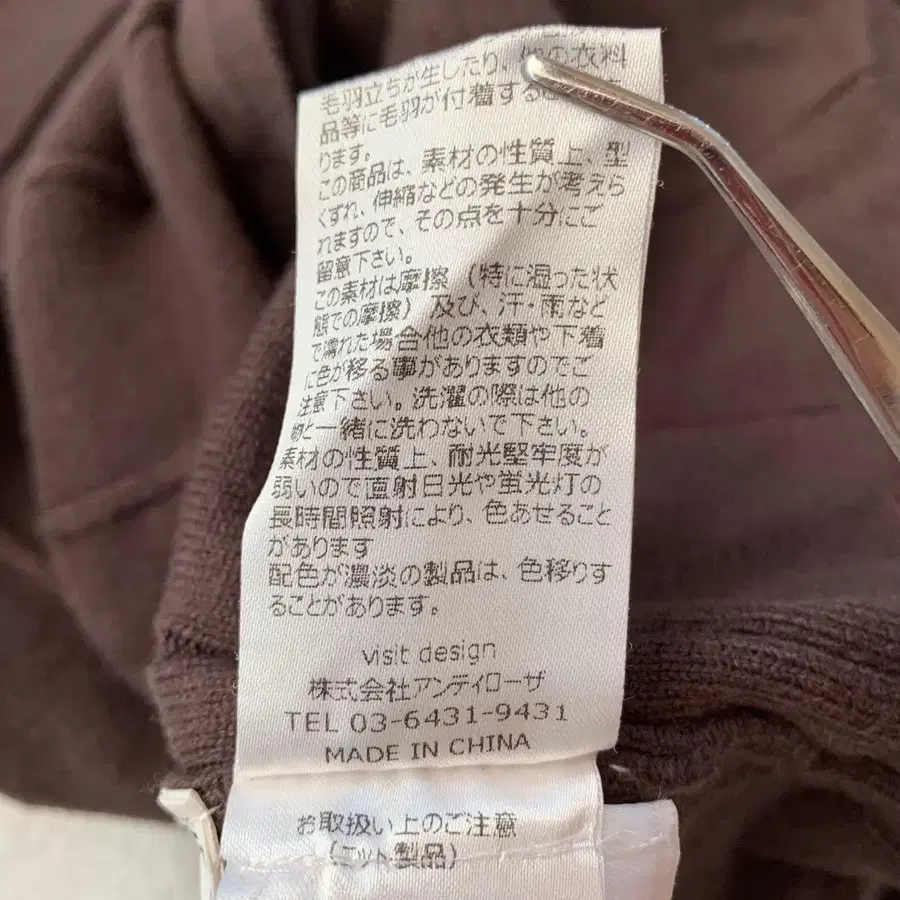 毛羽立ちが生したり、他の衣料
品等に毛羽が付着する
ります。
この商品は、素材の性質上、型
くずれ、伸縮などの発生が考えら
れますので、その点を十分にご
留意下さい。
この素材は摩擦（特に湿った状
態での摩擦）及び、汗・雨など
で濡れた場合他の衣類や下着
に色が移る事がありますのでご
注意下さい。洗濯の際は他の
物と一緒に洗わないで下さい。
素材の性質上、耐光堅牢度が
弱いので直射日光や蛍光灯の
長時間照射により、色あせること
があります
配色が濃淡の製品は、色移りす
ることがあります。
visit design
株式会社アンティローザ
TEL 03-6431-9431
MADE IN CHINA
お取扱い上のご注意
（ニット製品）